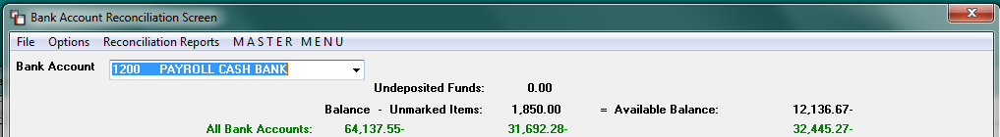 Bank Account Reconciliation Screen
File Options Reconciliation Reports M A S T E R M E N U
Bank Account 1200 PAYROLL CASH BANK
Undeposited Funds: 0.00
Balance - Unmarked Items: 1,850.00 = Available Balance: 12,136.67-
All Bank Accounts: 64,137.55- 31,692.28- 32,445.27-